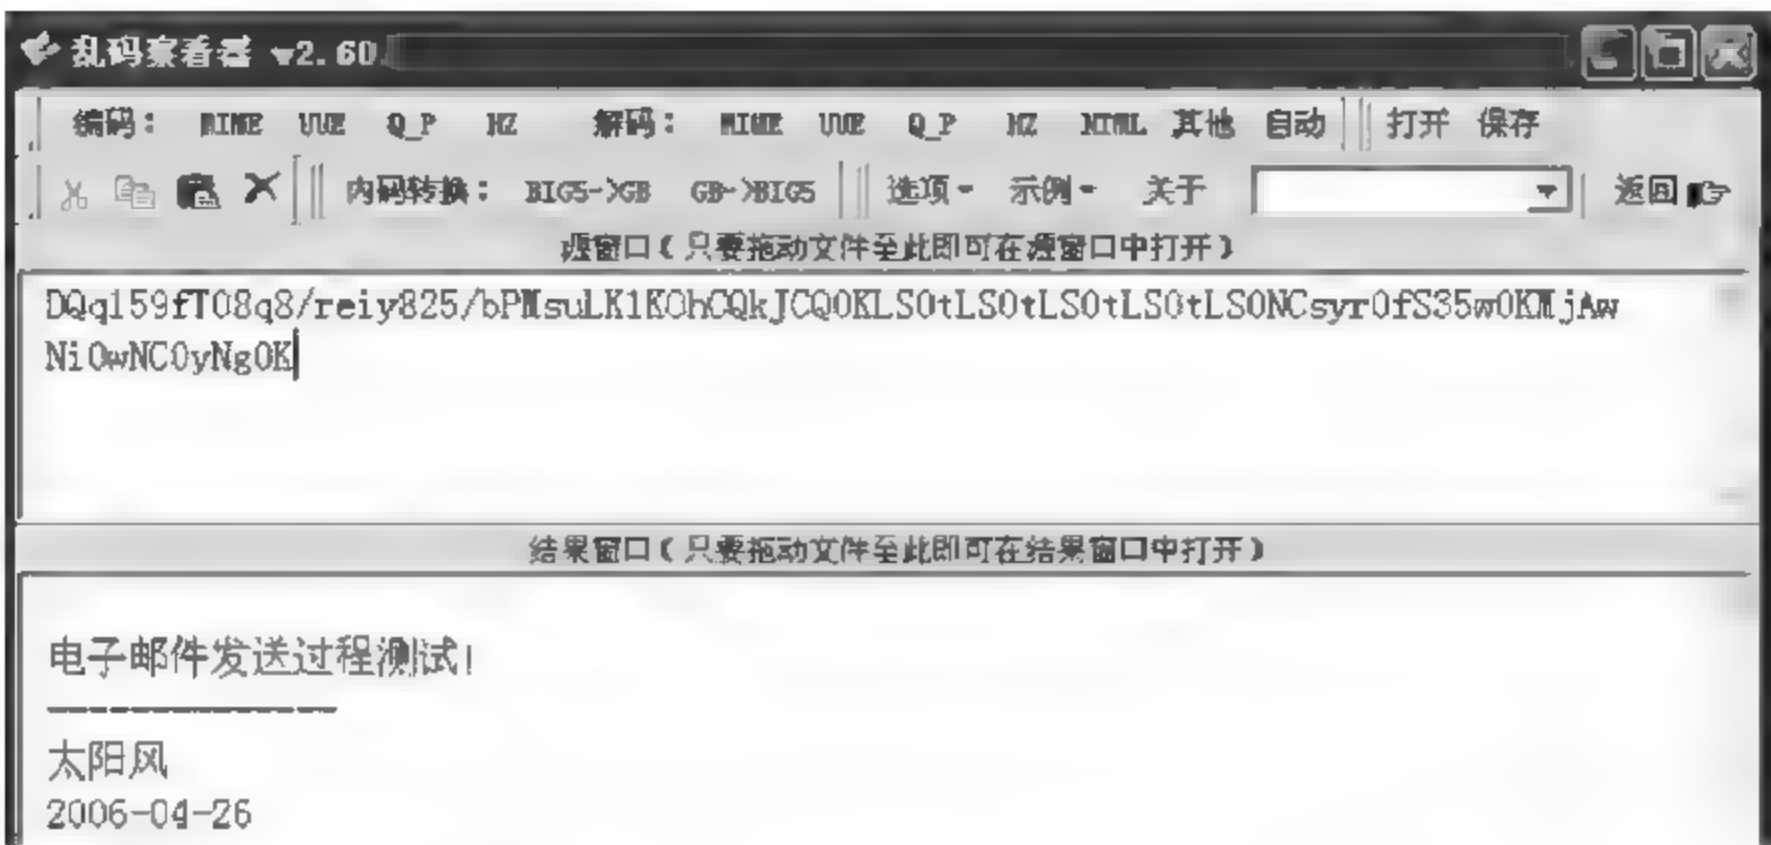 乱码察看器 v2.60
编码： MIME UUE Q_P HZ 解码： MIME UUE Q_P HZ HTML 其他 自动 打开 保存
内码转换： BIG5->GB GB->BIG5 选项 示例 关于 返回
源窗口(只要拖动文件至此即可在源窗口中打开)
DQq159fTO8q8/reiy825/bPMsuLK1KOhCQkJCQ0KLS0tLS0tLS0tLS0tLS0NCsyr0fS35w0KMjAw
Ni0wNC0yNg0K
结果窗口(只要拖动文件至此即可在结果窗口中打开)
电子邮件发送过程测试!
--------------
太阳风
2006-04-26